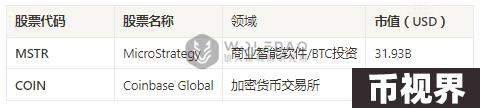 股票代码 股票名称 领域 市值（USD）
MSTR MicroStrategy 商业智能软件/BTC投资 31.93B
COIN Coinbase Global 加密货币交易所
币视界